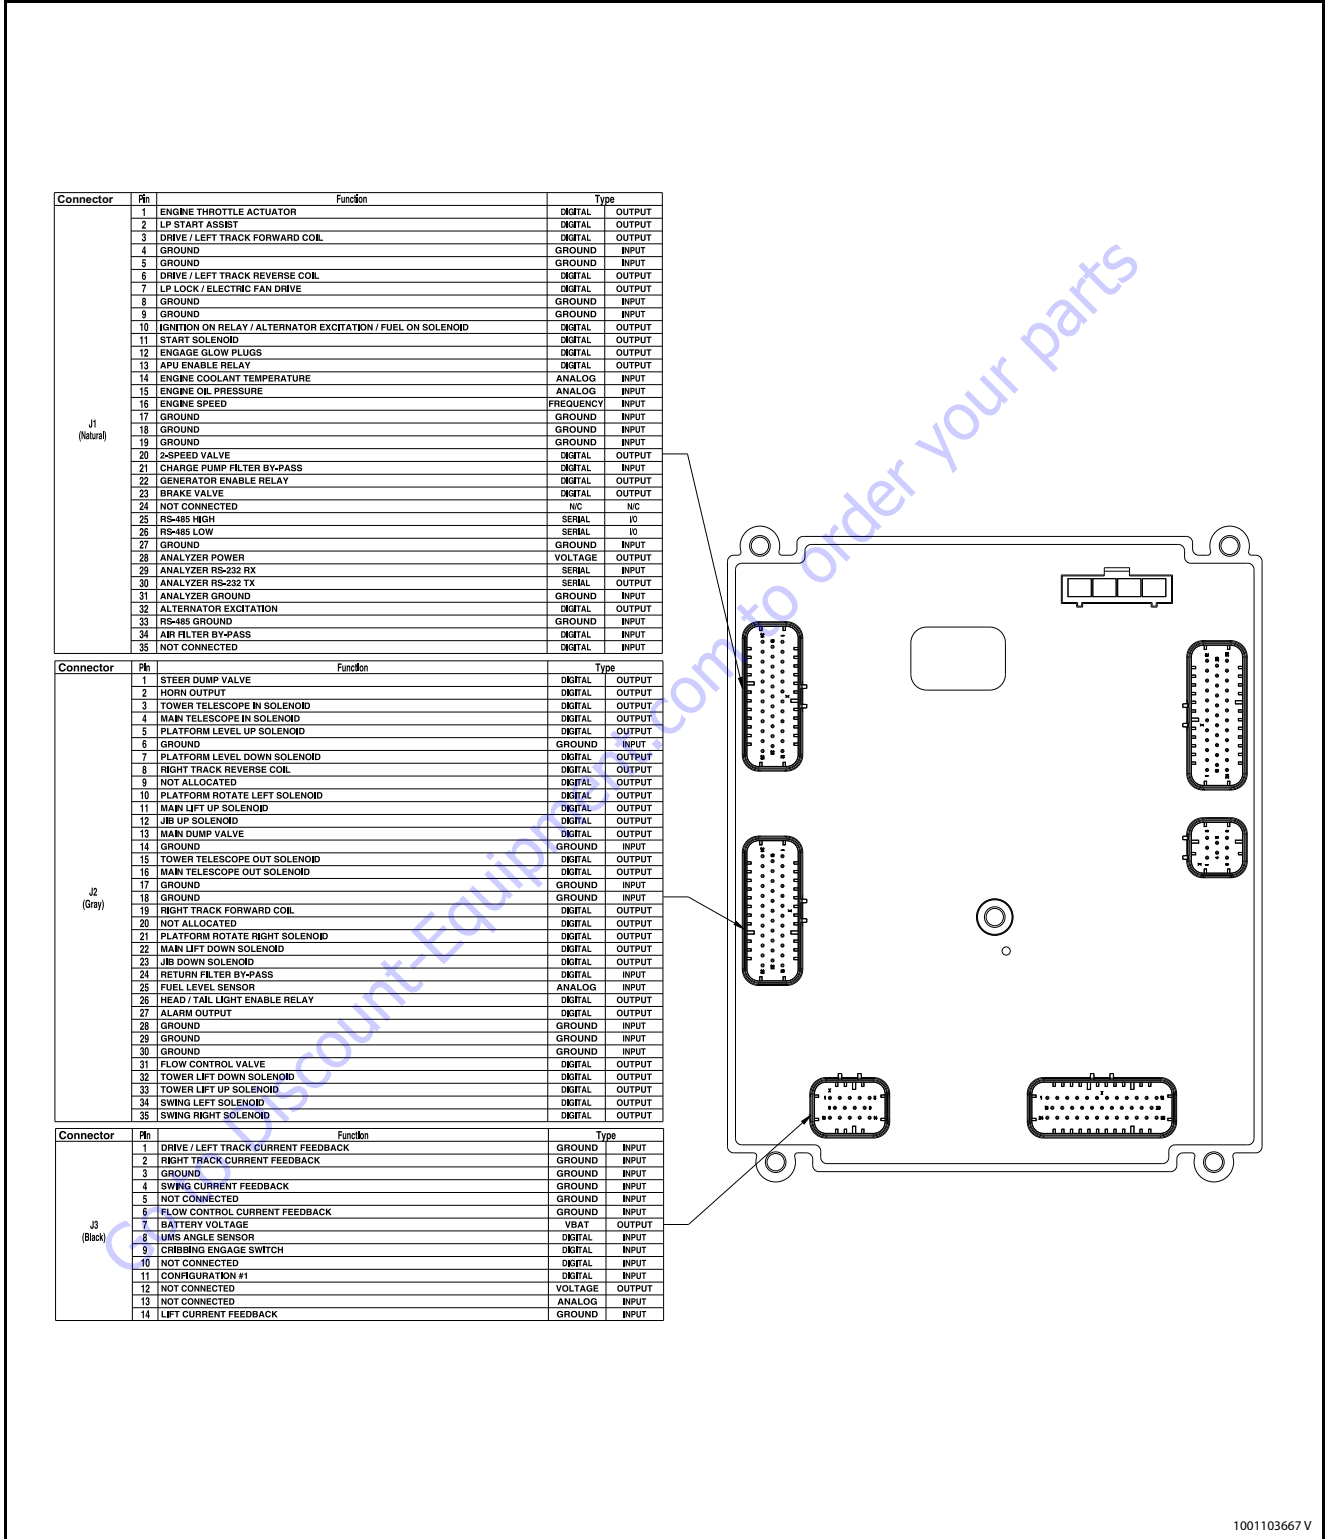 Connector Pin Function Type
J1
(Natural)
1 ENGINE THROTTLE ACTUATOR DIGITAL OUTPUT
2 LP START ASSIST DIGITAL OUTPUT
3 DRIVE / LEFT TRACK FORWARD COIL DIGITAL OUTPUT
4 GROUND GROUND INPUT
5 GROUND GROUND INPUT
6 DRIVE / LEFT TRACK REVERSE COIL DIGITAL OUTPUT
7 LP LOCK / ELECTRIC FAN DRIVE DIGITAL OUTPUT
8 GROUND GROUND INPUT
9 GROUND GROUND INPUT
10 IGNITION ON RELAY / ALTERNATOR EXCITATION / FUEL ON SOLENOID DIGITAL OUTPUT
11 START SOLENOID DIGITAL OUTPUT
12 ENGAGE GLOW PLUGS DIGITAL OUTPUT
13 APU ENABLE RELAY DIGITAL OUTPUT
14 ENGINE COOLANT TEMPERATURE ANALOG INPUT
15 ENGINE OIL PRESSURE ANALOG INPUT
16 ENGINE SPEED FREQUENCY INPUT
17 GROUND GROUND INPUT
18 GROUND GROUND INPUT
19 GROUND GROUND INPUT
20 2-SPEED VALVE DIGITAL OUTPUT
21 CHARGE PUMP FILTER BY-PASS DIGITAL INPUT
22 GENERATOR ENABLE RELAY DIGITAL OUTPUT
23 BRAKE VALVE DIGITAL OUTPUT
24 NOT CONNECTED N/C N/C
25 RS-485 HIGH SERIAL I/O
26 RS-485 LOW SERIAL I/O
27 GROUND GROUND INPUT
28 ANALYZER POWER VOLTAGE OUTPUT
29 ANALYZER RS-232 RX SERIAL INPUT
30 ANALYZER RS-232 TX SERIAL OUTPUT
31 ANALYZER GROUND GROUND INPUT
32 ALTERNATOR EXCITATION DIGITAL OUTPUT
33 RS-485 GROUND GROUND INPUT
34 AIR FILTER BY-PASS DIGITAL INPUT
35 NOT CONNECTED DIGITAL INPUT
Connector Pin Function Type
J2
(Gray)
1 STEER DUMP VALVE DIGITAL OUTPUT
2 HORN OUTPUT DIGITAL OUTPUT
3 TOWER TELESCOPE IN SOLENOID DIGITAL OUTPUT
4 MAIN TELESCOPE IN SOLENOID DIGITAL OUTPUT
5 PLATFORM LEVEL UP SOLENOID DIGITAL OUTPUT
6 GROUND GROUND INPUT
7 PLATFORM LEVEL DOWN SOLENOID DIGITAL OUTPUT
8 RIGHT TRACK REVERSE COIL DIGITAL OUTPUT
9 NOT ALLOCATED DIGITAL OUTPUT
10 PLATFORM ROTATE LEFT SOLENOID DIGITAL OUTPUT
11 MAIN LIFT UP SOLENOID DIGITAL OUTPUT
12 JIB UP SOLENOID DIGITAL OUTPUT
13 MAIN DUMP VALVE DIGITAL OUTPUT
14 GROUND GROUND INPUT
15 TOWER TELESCOPE OUT SOLENOID DIGITAL OUTPUT
16 MAIN TELESCOPE OUT SOLENOID DIGITAL OUTPUT
17 GROUND GROUND INPUT
18 GROUND GROUND INPUT
19 RIGHT TRACK FORWARD COIL DIGITAL OUTPUT
20 NOT ALLOCATED DIGITAL OUTPUT
21 PLATFORM ROTATE RIGHT SOLENOID DIGITAL OUTPUT
22 MAIN LIFT DOWN SOLENOID DIGITAL OUTPUT
23 JIB DOWN SOLENOID DIGITAL OUTPUT
24 RETURN FILTER BY-PASS DIGITAL INPUT
25 FUEL LEVEL SENSOR ANALOG INPUT
26 HEAD / TAIL LIGHT ENABLE RELAY DIGITAL OUTPUT
27 ALARM OUTPUT DIGITAL OUTPUT
28 GROUND GROUND INPUT
29 GROUND GROUND INPUT
30 GROUND GROUND INPUT
31 FLOW CONTROL VALVE DIGITAL OUTPUT
32 TOWER LIFT DOWN SOLENOID DIGITAL OUTPUT
33 TOWER LIFT UP SOLENOID DIGITAL OUTPUT
34 SWING LEFT SOLENOID DIGITAL OUTPUT
35 SWING RIGHT SOLENOID DIGITAL OUTPUT
Connector Pin Function Type
J3
(Black)
1 DRIVE / LEFT TRACK CURRENT FEEDBACK GROUND INPUT
2 RIGHT TRACK CURRENT FEEDBACK GROUND INPUT
3 GROUND GROUND INPUT
4 SWING CURRENT FEEDBACK GROUND INPUT
5 NOT CONNECTED GROUND INPUT
6 FLOW CONTROL CURRENT FEEDBACK GROUND INPUT
7 BATTERY VOLTAGE VBAT OUTPUT
8 UMS ANGLE SENSOR DIGITAL INPUT
9 CRIBBING ENGAGE SWITCH DIGITAL INPUT
10 NOT CONNECTED DIGITAL INPUT
11 CONFIGURATION #1 DIGITAL INPUT
12 NOT CONNECTED VOLTAGE OUTPUT
13 NOT CONNECTED ANALOG INPUT
14 LIFT CURRENT FEEDBACK GROUND INPUT
Go to Discount-Equipment.com to order your parts
1001103667 V